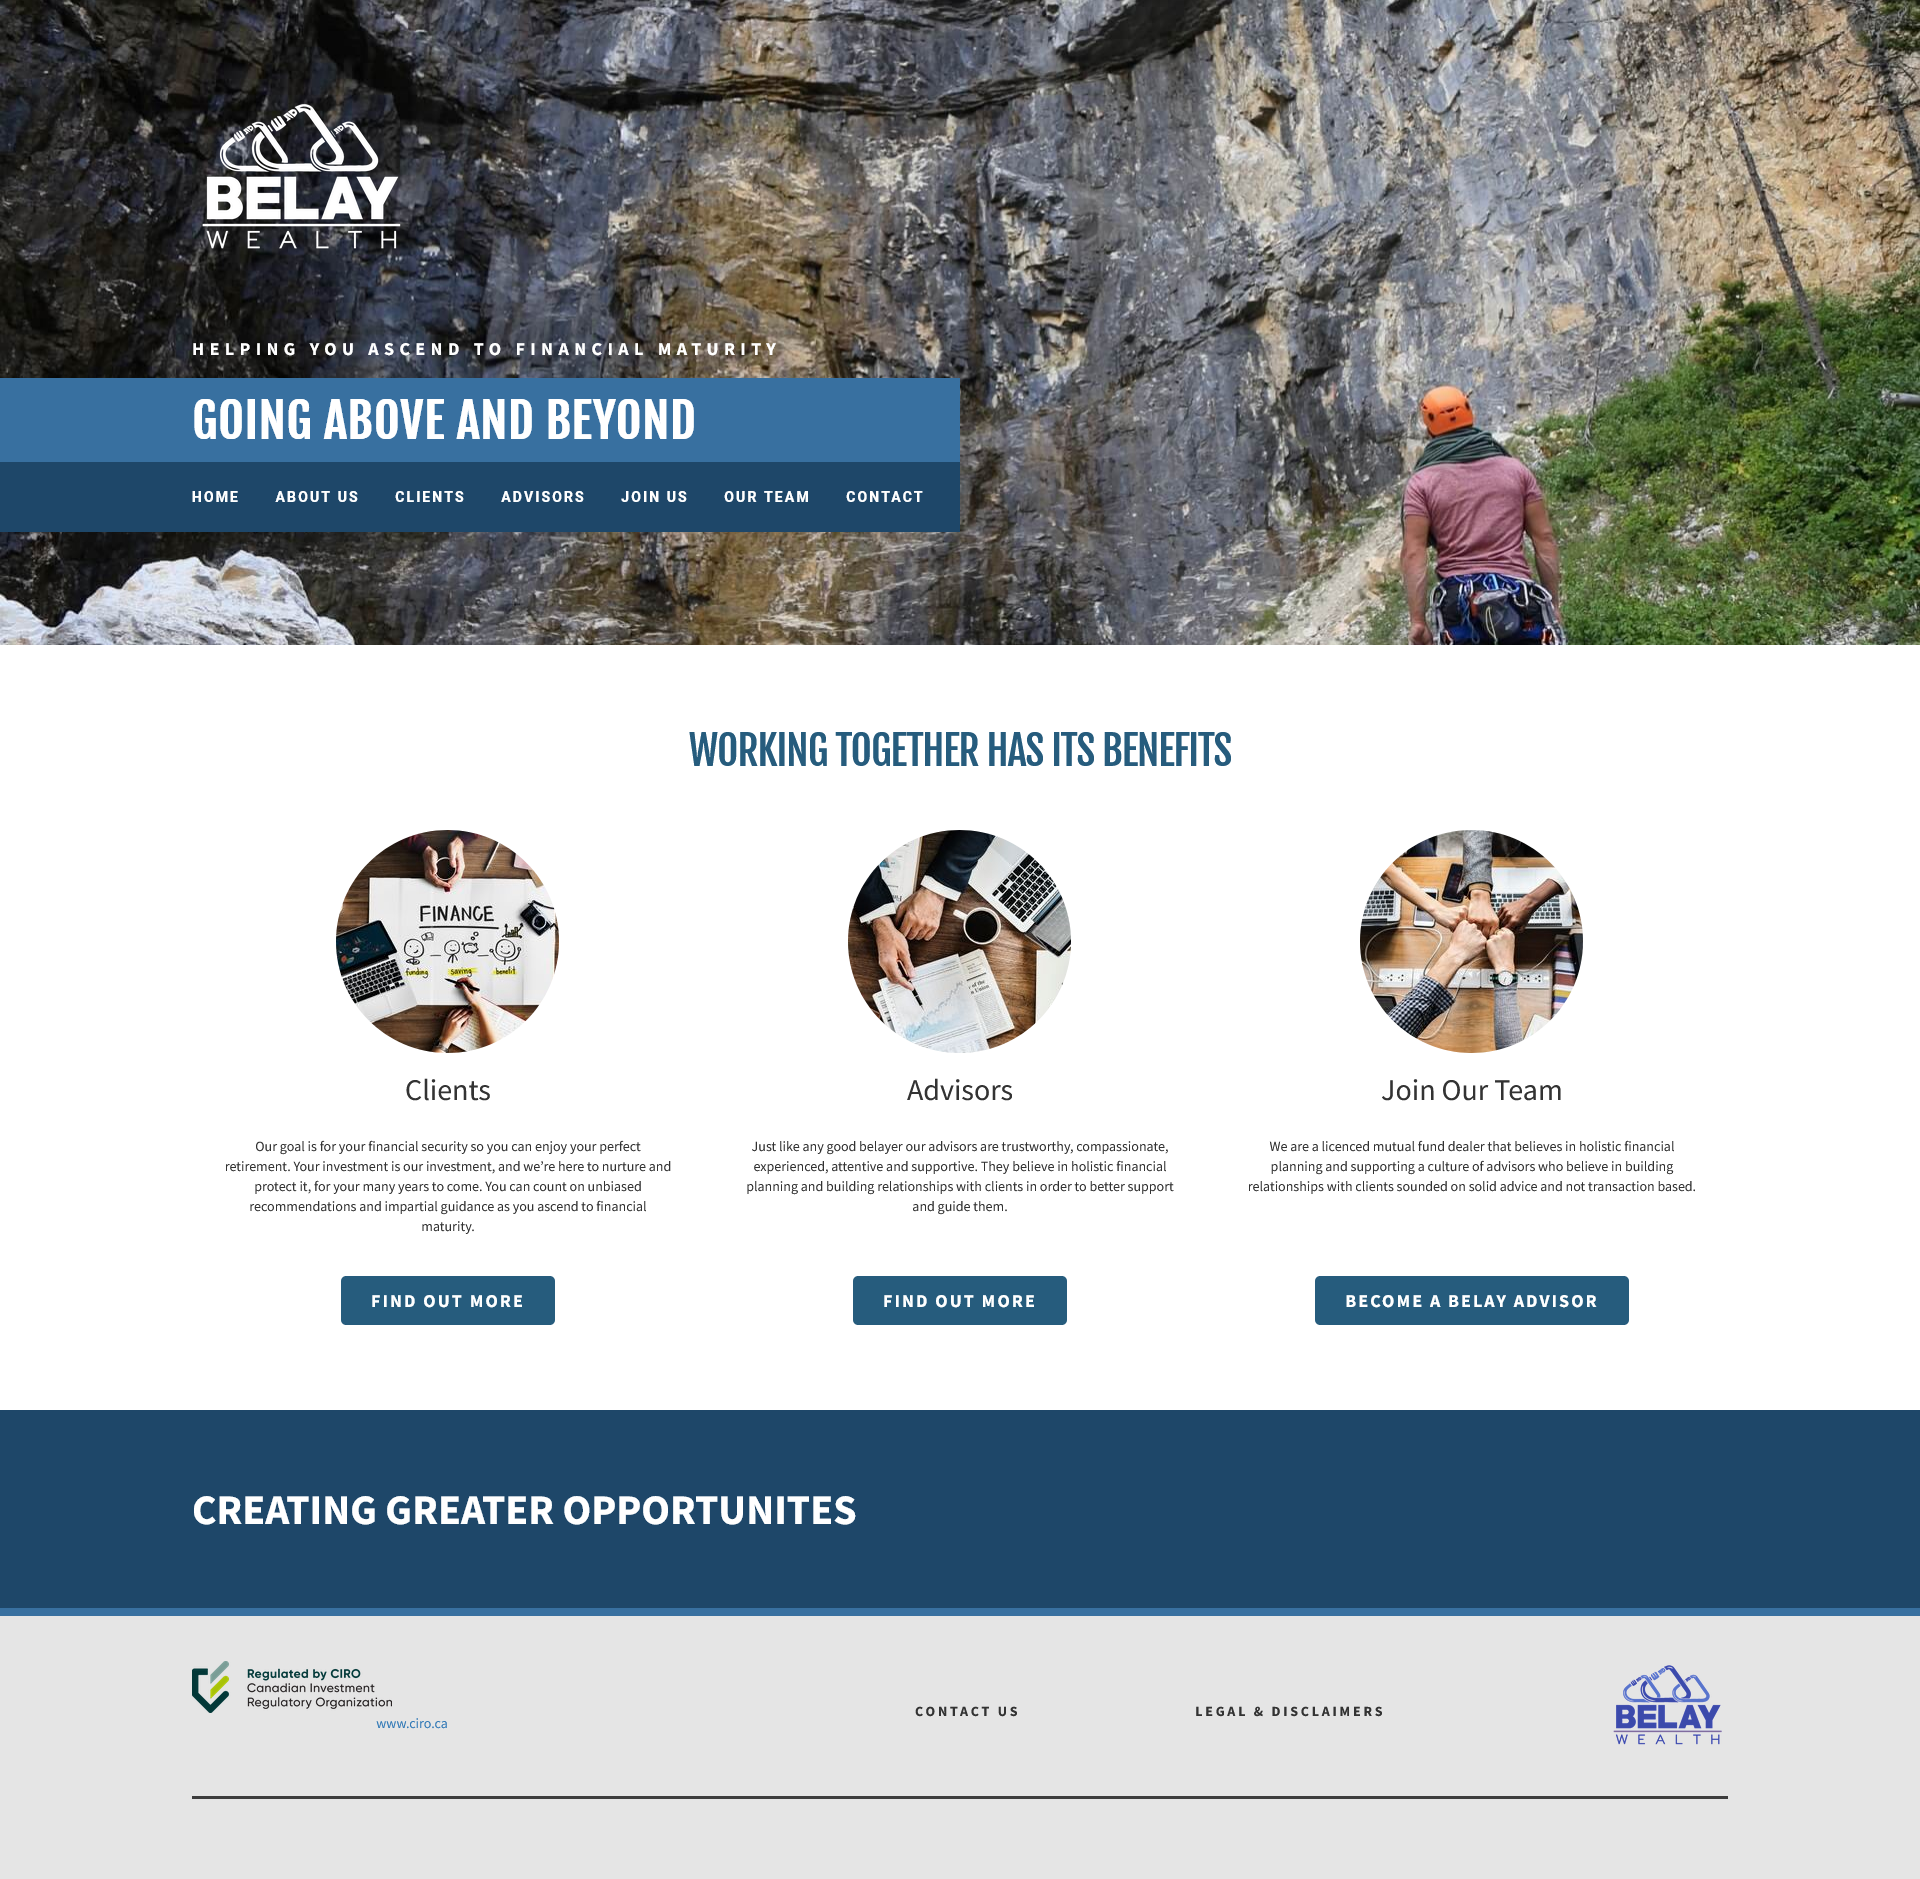 BELAY
WEALTH
HELPING YOU ASCEND TO FINANCIAL MATURITY
GOING ABOVE AND BEYOND
HOME ABOUT US CLIENTS ADVISORS JOIN US OUR TEAM CONTACT
WORKING TOGETHER HAS ITS BENEFITS
FINANCE
funding saving benefit
Clients
Our goal is for your financial security so you can enjoy your perfect
retirement. Your investment is our investment, and we're here to nurture and
protect it, for your many years to come. You can count on unbiased
recommendations and impartial guidance as you ascend to financial
maturity.
FIND OUT MORE
Advisors
Just like any good belayer our advisors are trustworthy, compassionate,
experienced, attentive and supportive. They believe in holistic financial
planning and building relationships with clients in order to better support
and guide them.
FIND OUT MORE
Join Our Team
We are a licenced mutual fund dealer that believes in holistic financial
planning and supporting a culture of advisors who believe in building
relationships with clients sounded on solid advice and not transaction based.
BECOME A BELAY ADVISOR
CREATING GREATER OPPORTUNITES
Regulated by CIRO
Canadian Investment
Regulatory Organization
www.ciro.ca
CONTACT US
LEGAL & DISCLAIMERS
BELAY
WEALTH